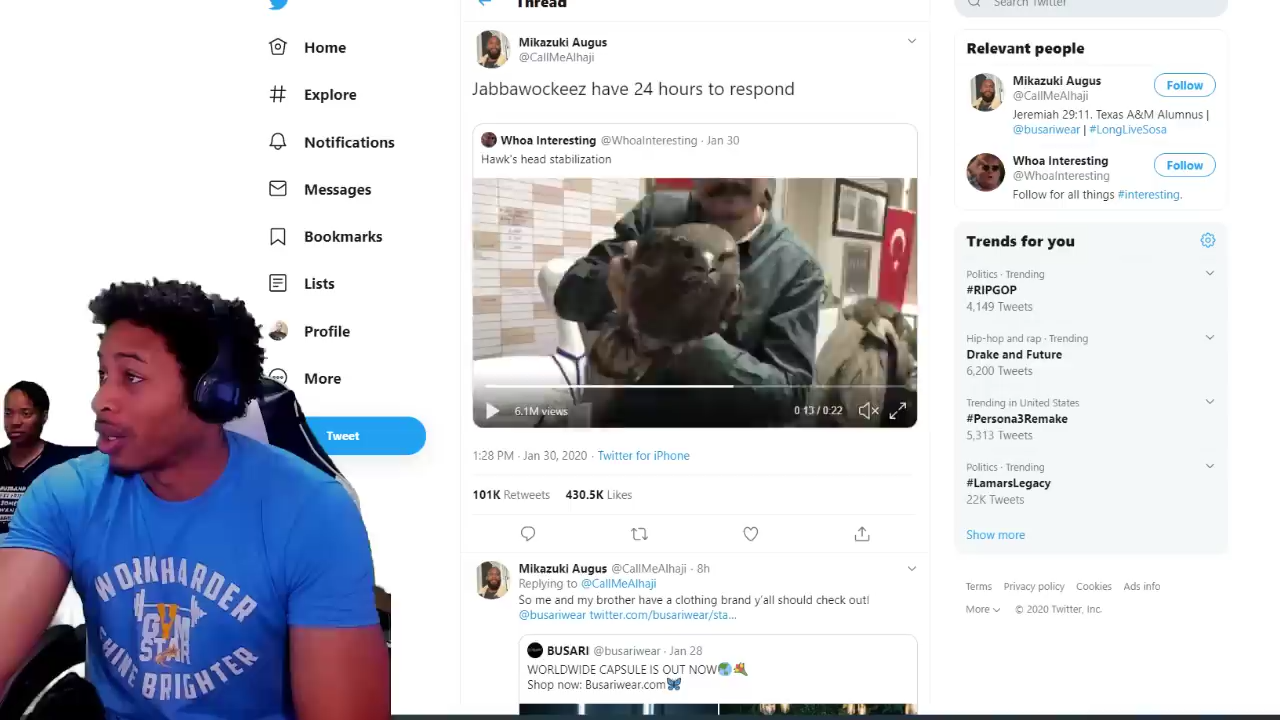 Thread
Search Twitter
Home
Explore
Notifications
Messages
Bookmarks
Lists
Profile
More
Tweet
Mikazuki Augus
@CallMeAlhaji
Jabbawockeez have 24 hours to respond
Whoa Interesting @WhoaInteresting · Jan 30
Hawk's head stabilization
6.1M views
0:13 / 0:22
1:28 PM · Jan 30, 2020 · Twitter for iPhone
101K Retweets 430.5K Likes
Mikazuki Augus @CallMeAlhaji · 8h
Replying to @CallMeAlhaji
So me and my brother have a clothing brand y'all should check out!
@busariwear twitter.com/busariwear/sta…
BUSARI @busariwear · Jan 28
WORLDWIDE CAPSULE IS OUT NOW🌍💐
Shop now: Busariwear.com🦋
Relevant people
Mikazuki Augus
@CallMeAlhaji
Follow
Jeremiah 29:11. Texas A&M Alumnus |
@busariwear | #LongLiveSosa
Whoa Interesting
@WhoaInteresting
Follow
Follow for all things #interesting.
Trends for you
Politics · Trending
#RIPGOP
4,149 Tweets
Hip-hop and rap · Trending
Drake and Future
6,200 Tweets
Trending in United States
#Persona3Remake
5,313 Tweets
Politics · Trending
#LamarsLegacy
22K Tweets
Show more
Terms Privacy policy Cookies Ads info
More © 2020 Twitter, Inc.
WORK HARDER
GYM
STAR
SHINE BRIGHTER